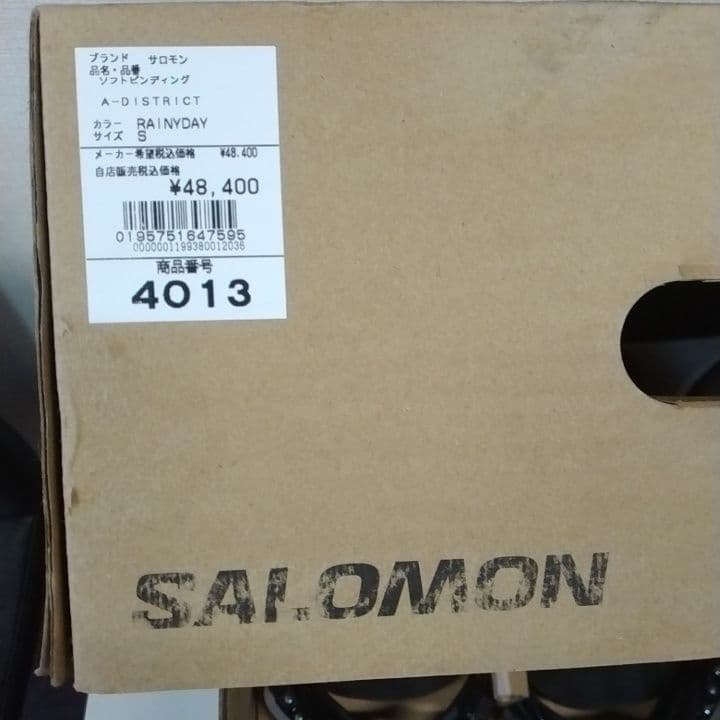 ブランド サロモン
品名・品番
ソフトビンディング
A-DISTRICT
カラー RAINYDAY
サイズ S
メーカー希望税込価格 ¥48.400
自店販売税込価格
¥48,400
0195751647595
0000001199380012036
商品番号
4013
SALOMON